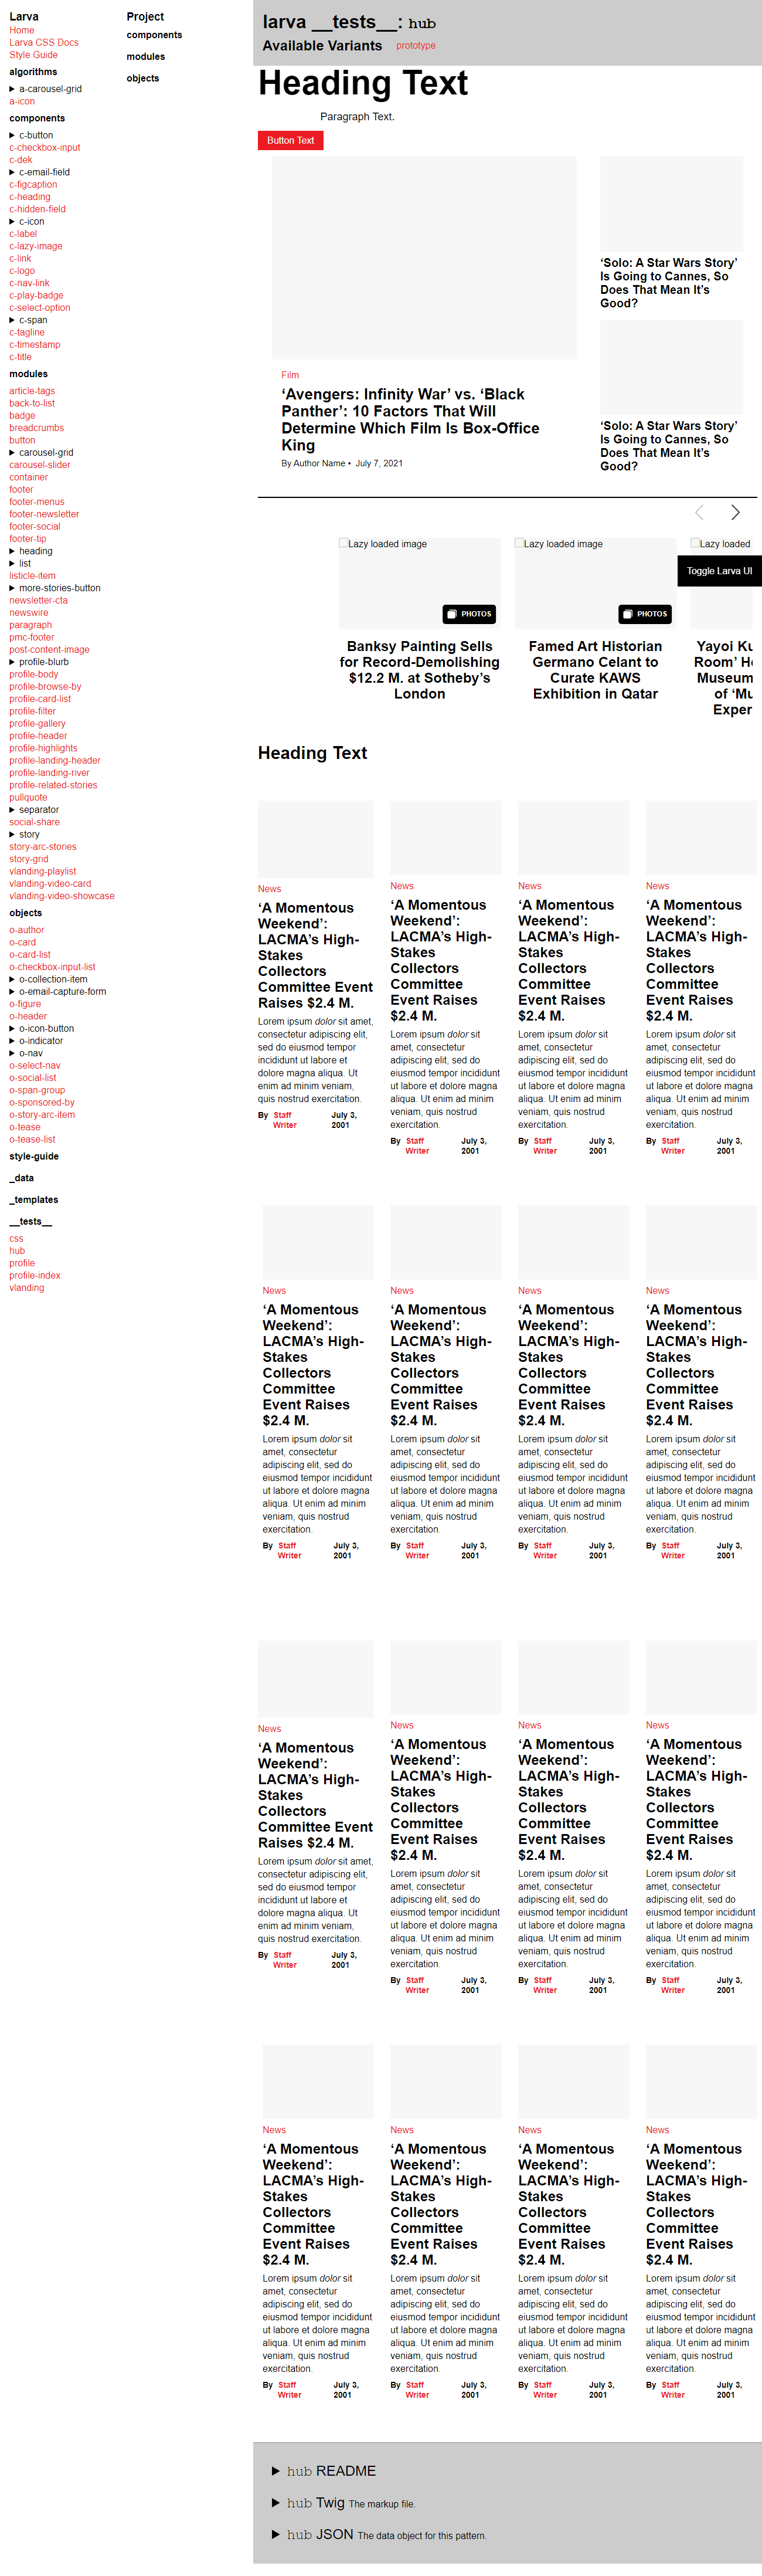 Larva
Home
Larva CSS Docs
Style Guide
algorithms
a-carousel-grid
a-icon
components
c-button
c-checkbox-input
c-dek
c-email-field
c-figcaption
c-heading
c-hidden-field
c-icon
c-label
c-lazy-image
c-link
c-logo
c-nav-link
c-play-badge
c-select-option
c-span
c-tagline
c-timestamp
c-title
modules
article-tags
back-to-list
badge
breadcrumbs
button
carousel-grid
carousel-slider
container
footer
footer-menus
footer-newsletter
footer-social
footer-tip
heading
list
listicle-item
more-stories-button
newsletter-cta
newswire
paragraph
pmc-footer
post-content-image
profile-blurb
profile-body
profile-browse-by
profile-card-list
profile-filter
profile-gallery
profile-header
profile-highlights
profile-landing-header
profile-landing-river
profile-related-stories
pullquote
separator
social-share
story
story-arc-stories
story-grid
vlanding-playlist
vlanding-video-card
vlanding-video-showcase
objects
o-author
o-card
o-card-list
o-checkbox-input-list
o-collection-item
o-email-capture-form
o-figure
o-header
o-icon-button
o-indicator
o-nav
o-select-nav
o-social-list
o-span-group
o-sponsored-by
o-story-arc-item
o-tease
o-tease-list
style-guide
_data
_templates
__tests__
css
hub
profile
profile-index
vlanding
Project
components
modules
objects
larva __tests__: hub
Available Variants prototype
Heading Text
Paragraph Text.
Button Text
Film
‘Avengers: Infinity War’ vs. ‘Black
Panther’: 10 Factors That Will
Determine Which Film Is Box-Office
King
By Author Name • July 7, 2021
‘Solo: A Star Wars Story’
Is Going to Cannes, So
Does That Mean It’s
Good?
‘Solo: A Star Wars Story’
Is Going to Cannes, So
Does That Mean It’s
Good?
Lazy loaded image
PHOTOS
Banksy Painting Sells
for Record-Demolishing
$12.2 M. at Sotheby’s
London
Lazy loaded image
PHOTOS
Famed Art Historian
Germano Celant to
Curate KAWS
Exhibition in Qatar
Lazy loaded
Toggle Larva UI
Yayoi Ku
Room’ He
Museum
of ‘Mu
Exper
Heading Text
News
‘A Momentous
Weekend’:
LACMA’s High-
Stakes
Collectors
Committee Event
Raises $2.4 M.
Lorem ipsum dolor sit amet,
consectetur adipiscing elit,
sed do eiusmod tempor
incididunt ut labore et
dolore magna aliqua. Ut
enim ad minim veniam,
quis nostrud exercitation.
By Staff Writer July 3, 2001
News
‘A Momentous
Weekend’:
LACMA’s High-
Stakes
Collectors
Committee
Event Raises
$2.4 M.
Lorem ipsum dolor sit
amet, consectetur
adipiscing elit, sed do
eiusmod tempor incididunt
ut labore et dolore magna
aliqua. Ut enim ad minim
veniam, quis nostrud
exercitation.
By Staff Writer July 3, 2001
News
‘A Momentous
Weekend’:
LACMA’s High-
Stakes
Collectors
Committee
Event Raises
$2.4 M.
Lorem ipsum dolor sit
amet, consectetur
adipiscing elit, sed do
eiusmod tempor incididunt
ut labore et dolore magna
aliqua. Ut enim ad minim
veniam, quis nostrud
exercitation.
By Staff Writer July 3, 2001
News
‘A Momentous
Weekend’:
LACMA’s High-
Stakes
Collectors
Committee
Event Raises
$2.4 M.
Lorem ipsum dolor sit
amet, consectetur
adipiscing elit, sed do
eiusmod tempor incididunt
ut labore et dolore magna
aliqua. Ut enim ad minim
veniam, quis nostrud
exercitation.
By Staff Writer July 3, 2001
News
‘A Momentous
Weekend’:
LACMA’s High-
Stakes
Collectors
Committee
Event Raises
$2.4 M.
Lorem ipsum dolor sit
amet, consectetur
adipiscing elit, sed do
eiusmod tempor incididunt
ut labore et dolore magna
aliqua. Ut enim ad minim
veniam, quis nostrud
exercitation.
By Staff Writer July 3, 2001
News
‘A Momentous
Weekend’:
LACMA’s High-
Stakes
Collectors
Committee
Event Raises
$2.4 M.
Lorem ipsum dolor sit
amet, consectetur
adipiscing elit, sed do
eiusmod tempor incididunt
ut labore et dolore magna
aliqua. Ut enim ad minim
veniam, quis nostrud
exercitation.
By Staff Writer July 3, 2001
News
‘A Momentous
Weekend’:
LACMA’s High-
Stakes
Collectors
Committee
Event Raises
$2.4 M.
Lorem ipsum dolor sit
amet, consectetur
adipiscing elit, sed do
eiusmod tempor incididunt
ut labore et dolore magna
aliqua. Ut enim ad minim
veniam, quis nostrud
exercitation.
By Staff Writer July 3, 2001
News
‘A Momentous
Weekend’:
LACMA’s High-
Stakes
Collectors
Committee
Event Raises
$2.4 M.
Lorem ipsum dolor sit
amet, consectetur
adipiscing elit, sed do
eiusmod tempor incididunt
ut labore et dolore magna
aliqua. Ut enim ad minim
veniam, quis nostrud
exercitation.
By Staff Writer July 3, 2001
News
‘A Momentous
Weekend’:
LACMA’s High-
Stakes
Collectors
Committee Event
Raises $2.4 M.
Lorem ipsum dolor sit amet,
consectetur adipiscing elit,
sed do eiusmod tempor
incididunt ut labore et
dolore magna aliqua. Ut
enim ad minim veniam,
quis nostrud exercitation.
By Staff Writer July 3, 2001
News
‘A Momentous
Weekend’:
LACMA’s High-
Stakes
Collectors
Committee
Event Raises
$2.4 M.
Lorem ipsum dolor sit
amet, consectetur
adipiscing elit, sed do
eiusmod tempor incididunt
ut labore et dolore magna
aliqua. Ut enim ad minim
veniam, quis nostrud
exercitation.
By Staff Writer July 3, 2001
News
‘A Momentous
Weekend’:
LACMA’s High-
Stakes
Collectors
Committee
Event Raises
$2.4 M.
Lorem ipsum dolor sit
amet, consectetur
adipiscing elit, sed do
eiusmod tempor incididunt
ut labore et dolore magna
aliqua. Ut enim ad minim
veniam, quis nostrud
exercitation.
By Staff Writer July 3, 2001
News
‘A Momentous
Weekend’:
LACMA’s High-
Stakes
Collectors
Committee
Event Raises
$2.4 M.
Lorem ipsum dolor sit
amet, consectetur
adipiscing elit, sed do
eiusmod tempor incididunt
ut labore et dolore magna
aliqua. Ut enim ad minim
veniam, quis nostrud
exercitation.
By Staff Writer July 3, 2001
News
‘A Momentous
Weekend’:
LACMA’s High-
Stakes
Collectors
Committee
Event Raises
$2.4 M.
Lorem ipsum dolor sit
amet, consectetur
adipiscing elit, sed do
eiusmod tempor incididunt
ut labore et dolore magna
aliqua. Ut enim ad minim
veniam, quis nostrud
exercitation.
By Staff Writer July 3, 2001
News
‘A Momentous
Weekend’:
LACMA’s High-
Stakes
Collectors
Committee
Event Raises
$2.4 M.
Lorem ipsum dolor sit
amet, consectetur
adipiscing elit, sed do
eiusmod tempor incididunt
ut labore et dolore magna
aliqua. Ut enim ad minim
veniam, quis nostrud
exercitation.
By Staff Writer July 3, 2001
News
‘A Momentous
Weekend’:
LACMA’s High-
Stakes
Collectors
Committee
Event Raises
$2.4 M.
Lorem ipsum dolor sit
amet, consectetur
adipiscing elit, sed do
eiusmod tempor incididunt
ut labore et dolore magna
aliqua. Ut enim ad minim
veniam, quis nostrud
exercitation.
By Staff Writer July 3, 2001
News
‘A Momentous
Weekend’:
LACMA’s High-
Stakes
Collectors
Committee
Event Raises
$2.4 M.
Lorem ipsum dolor sit
amet, consectetur
adipiscing elit, sed do
eiusmod tempor incididunt
ut labore et dolore magna
aliqua. Ut enim ad minim
veniam, quis nostrud
exercitation.
By Staff Writer July 3, 2001
hub README
hub Twig The markup file.
hub JSON The data object for this pattern.